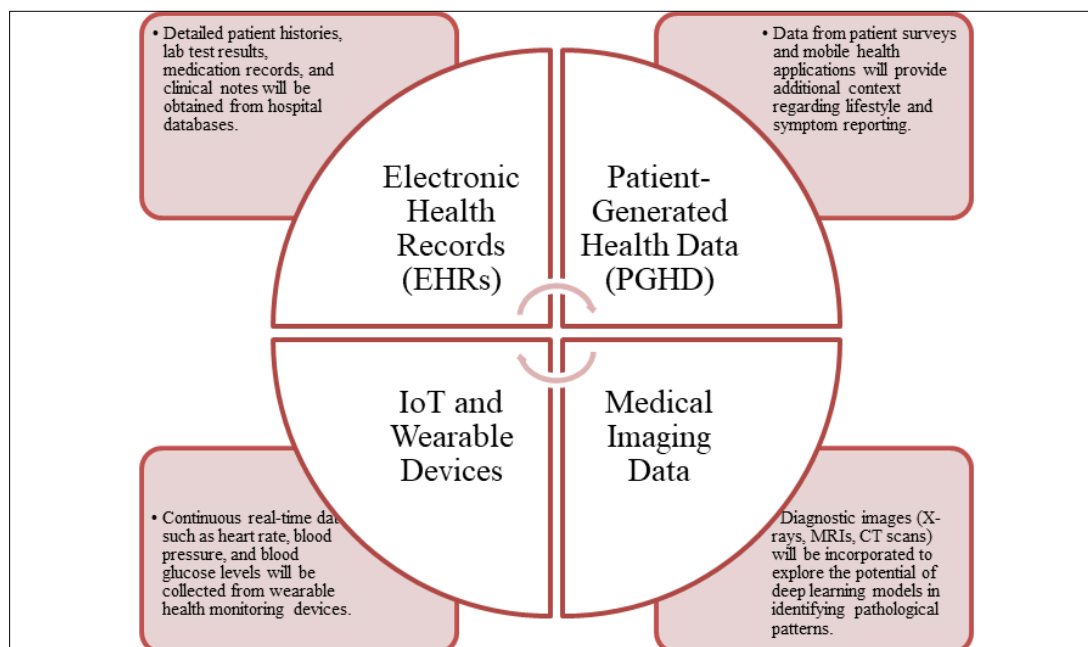 • Detailed patient histories,
lab test results,
medication records, and
clinical notes will be
obtained from hospital
databases.
• Data from patient surveys
and mobile health
applications will provide
additional context
regarding lifestyle and
symptom reporting.
Electronic
Health
Records
(EHRs)
Patient-
Generated
Health Data
(PGHD)
IoT and
Wearable
Devices
Medical
Imaging
Data
• Continuous real-time
such as heart rate, blood
pressure, and blood
glucose levels will be
collected from wearable
health monitoring devices.
Diagnostic images (X-
rays, MRIs, CT scans)
will be incorporated to
explore the potential of
deep learning models in
identifying pathological
patterns.